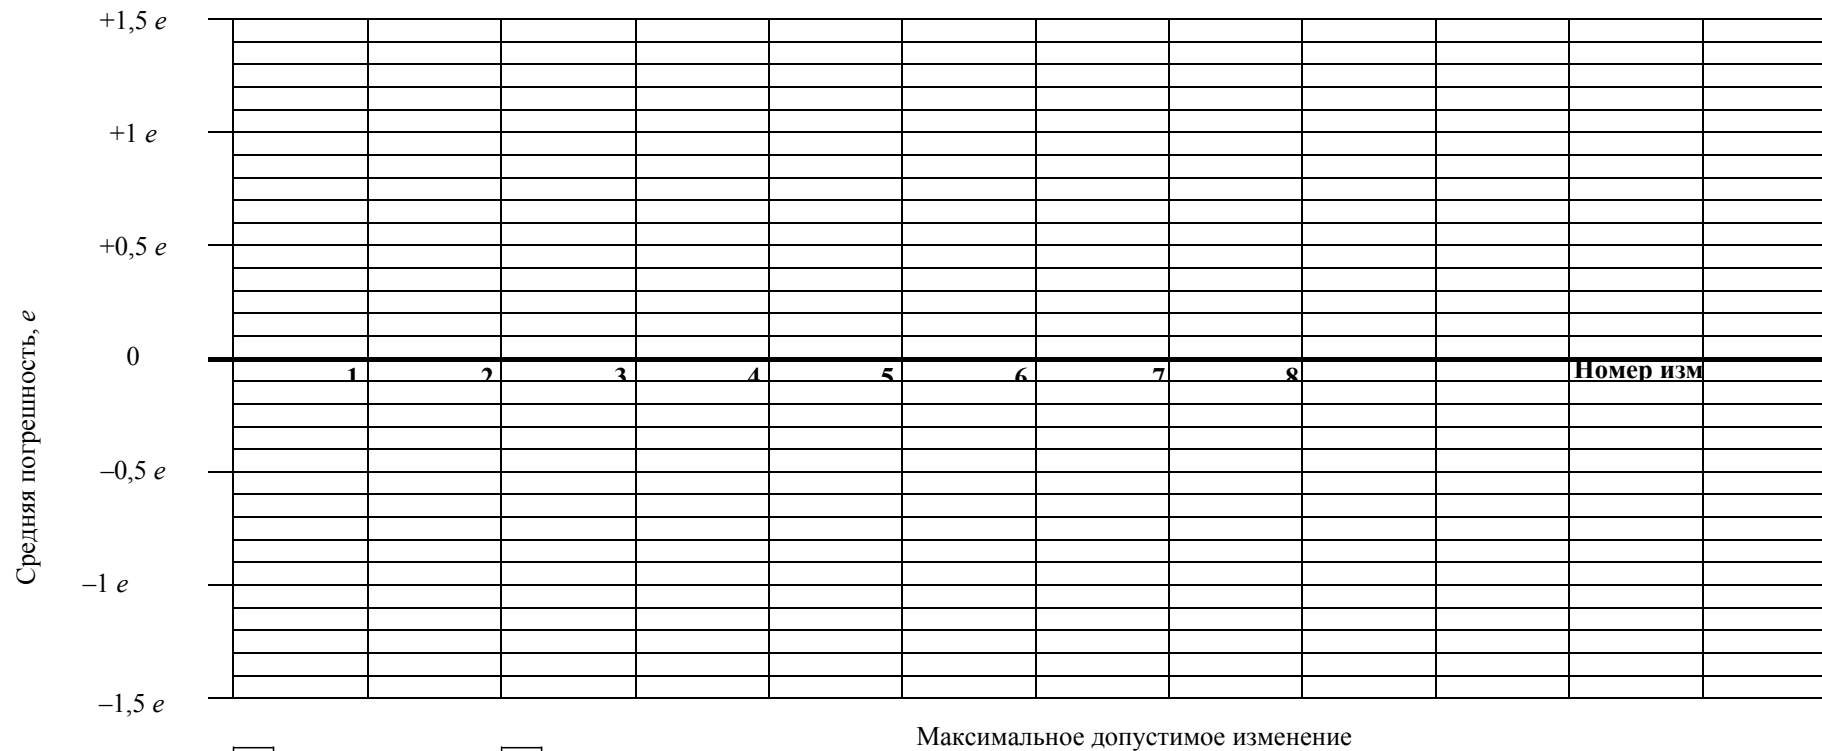 +1,5 e
+1 e
+0,5 e
Средняя погрешность, e
0
1 2 3 4 5 6 7 8 Номер изм
–0,5 e
–1 e
–1,5 e
Максимальное допустимое изменение